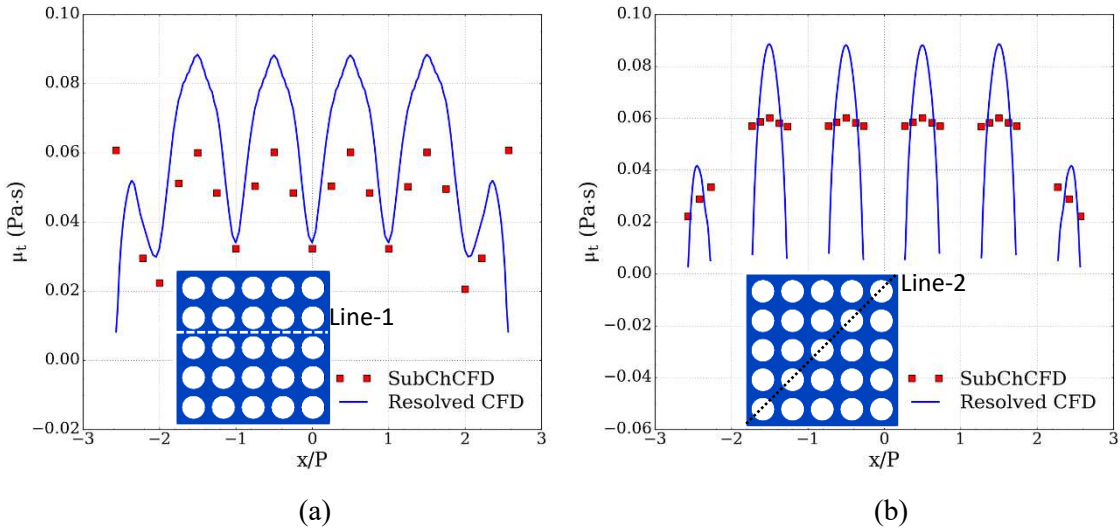 0.10
0.08
0.06
0.04
0.02
0.00
−0.02
μt (Pa·s)
−3 −2 −1 0 1 2 3
x/P
Line-1
SubChCFD
Resolved CFD
(a)
0.10
0.08
0.06
0.04
0.02
0.00
−0.02
−0.04
−0.06
μt (Pa·s)
−3 −2 −1 0 1 2 3
x/P
Line-2
SubChCFD
Resolved CFD
(b)